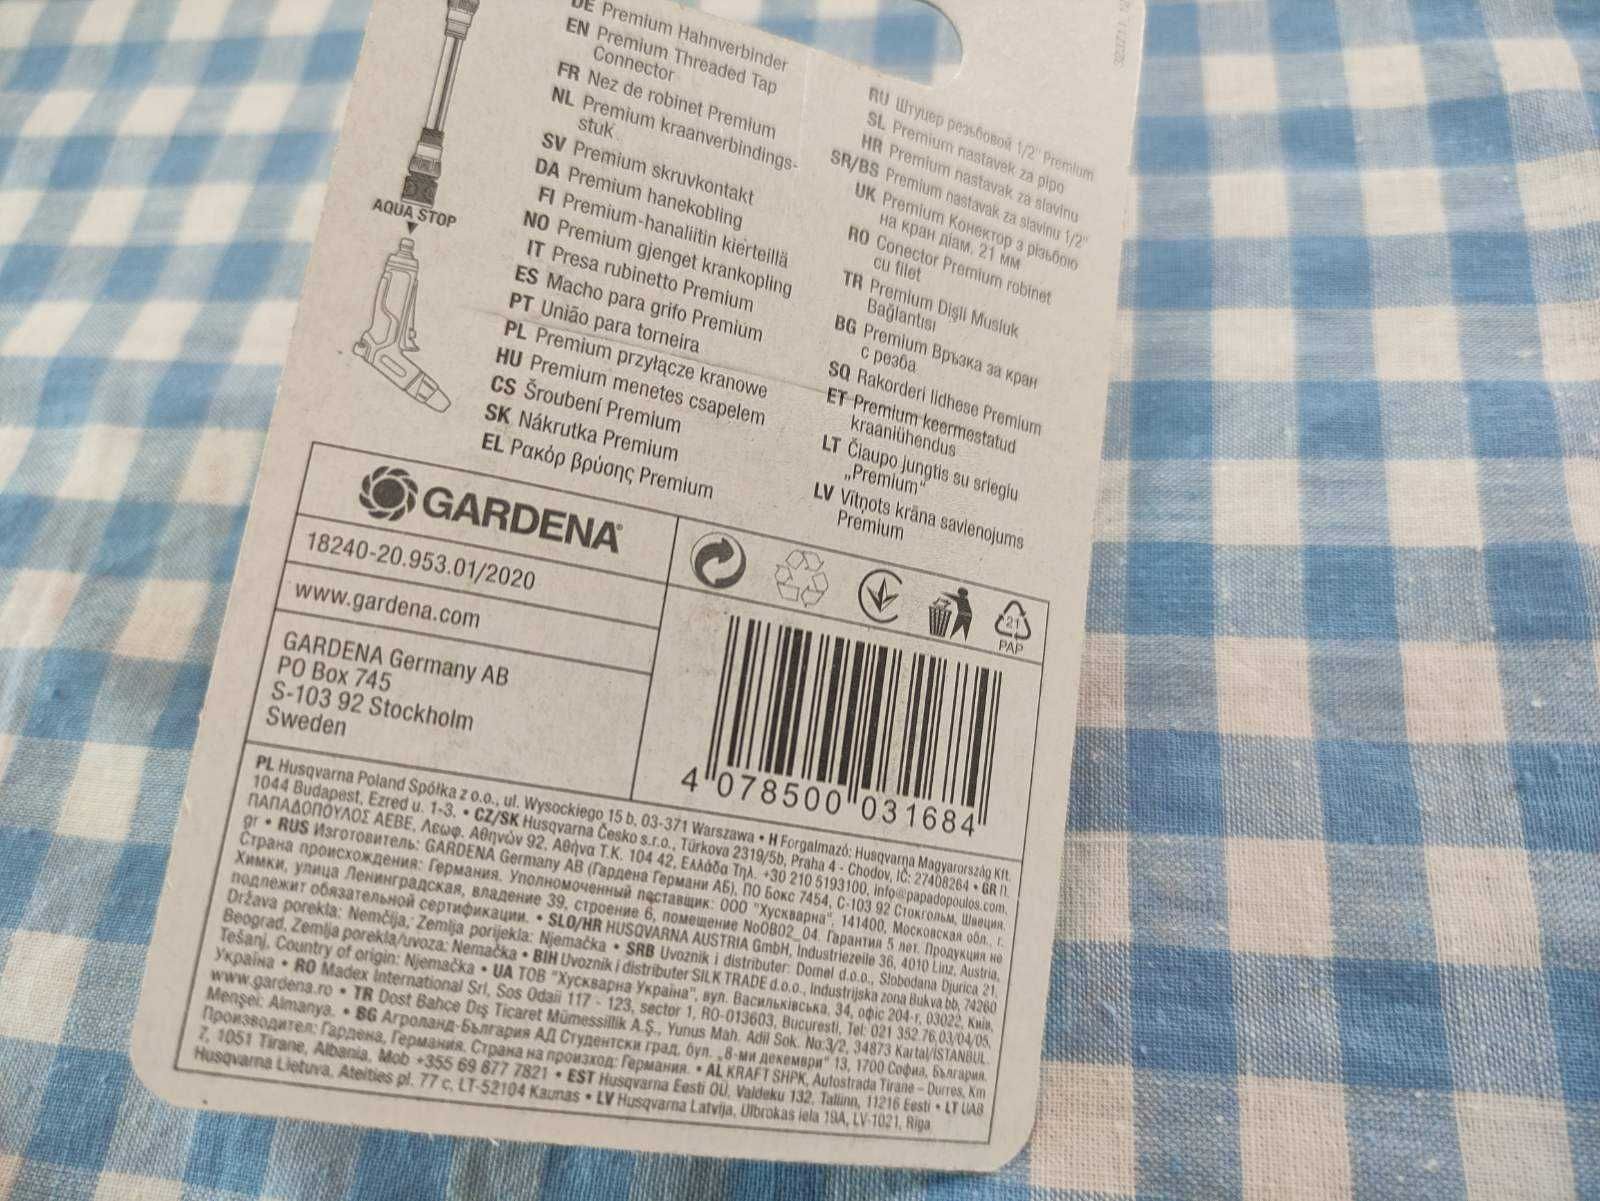 DE Premium Hahnverbinder
EN Premium Threaded Tap
Connector
FR Nez de robinet Premium
NL Premium kraanverbindings-
stuk
SV Premium skruvkontakt
DA Premium hanekobling
FI Premium-hanaliitin kierteillä
NO Premium gjenget krankopling
IT Presa rubinetto Premium
ES Macho para grifo Premium
PT União para torneira
PL Premium przyłącze kranowe
HU Premium menetes csapelem
CS Šroubení Premium
SK Nákrutka Premium
EL Ρακόρ βρύσης Premium
RU Штуцер резьбовой 1/2" Premium
SL Premium nastavek za pipo
HR Premium nastavak za slavinu
SR/BS Premium nastavak za slavinu 1/2"
UK Premium Конектор з різьбою
на кран діам. 21 мм
RO Conector Premium robinet
cu filet
TR Premium Dişli Musluk
Bağlantısı
BG Premium Връзка за кран
с резба
SQ Rakorderi lidhese Premium
ET Premium keermestatud
kraaniühendus
LT Čiaupo jungtis su sriegiu
„Premium"
LV Vītņots krāna savienojums
Premium
AQUA STOP
GARDENA®
18240-20.953.01/2020
www.gardena.com
GARDENA Germany AB
PO Box 745
S-103 92 Stockholm
Sweden
21
PAP
4 078500 031684
PL Husqvarna Poland Spółka z o.o., ul. Wysockiego 15 b, 03-371 Warszawa • H Forgalmazó: Husqvarna Magyarország Kft.
1044 Budapest, Ezred u. 1-3. • CZ/SK Husqvarna Česko s.r.o., Türkova 2319/5b, Praha 4 - Chodov, IČ: 27408264 • GR Π.
ΠΑΠΑΔΟΠΟΥΛΟΣ ΑΕΒΕ, Λεωφ. Αθηνών 92, Αθήνα Τ.Κ. 104 42, Ελλάδα Τηλ. +30 210 5193100, info@papadopoulos.com.
gr • RUS Изготовитель: GARDENA Germany AB (Гардена Германи АБ), ПО Бокс 7454, С-103 92 Стокгольм, Швеция.
Страна происхождения: Германия. Уполномоченный поставщик: ООО "Хускварна", 141400, Московская обл., г.
Химки, улица Ленинградская, владение 39, строение 6, помещение NoOB02_04. Гарантия 5 лет. Продукция не
подлежит обязательной сертификации. • SLO/HR HUSQVARNA AUSTRIA GmbH, Industriezeile 36, 4010 Linz, Austria,
Država porekla: Nemčija, Zemlja porijekla: Njemačka • SRB Uvoznik i distributer: Domel d.o.o., Slobodana Djurica 21,
Beograd, Zemlja porekla/uvoza: Nemačka • BIH Uvoznik i distributer SILK TRADE d.o.o., Industrijska zona Bukva bb, 74260
Tešanj, Country of origin: Njemačka • UA ТОВ "Хускварна Україна", вул. Васильківська, 34, офіс 204-г, 03022, Київ,
Україна • RO Madex International Srl, Sos Odaii 117 - 123, sector 1, RO-013603, Bucuresti, Tel: 021 352.76.03/04/05,
www.gardena.ro • TR Dost Bahçe Dış Ticaret Mümessillik A.Ş., Yunus Mah. Adil Sok. No:3/2, 34873 Kartal/İSTANBUL.
Menşei: Almanya. • BG Агроланд-България АД Студентски град, бул. „8-ми декември" 13, 1700 София, България.
Производител: Гардена, Германия. Страна на произход: Германия. • AL KRAFT SHPK, Autostrada Tirane – Durres, Km
7, 1051 Tirane, Albania. Mob +355 69 877 7821 • EST Husqvarna Eesti OÜ, Valdeku 132, Tallinn, 11216 Eesti • LT UAB
Husqvarna Lietuva, Ateities pl. 77 c, LT-52104 Kaunas • LV Husqvarna Latvija, Ulbrokas iela 19A, LV-1021, Rīga